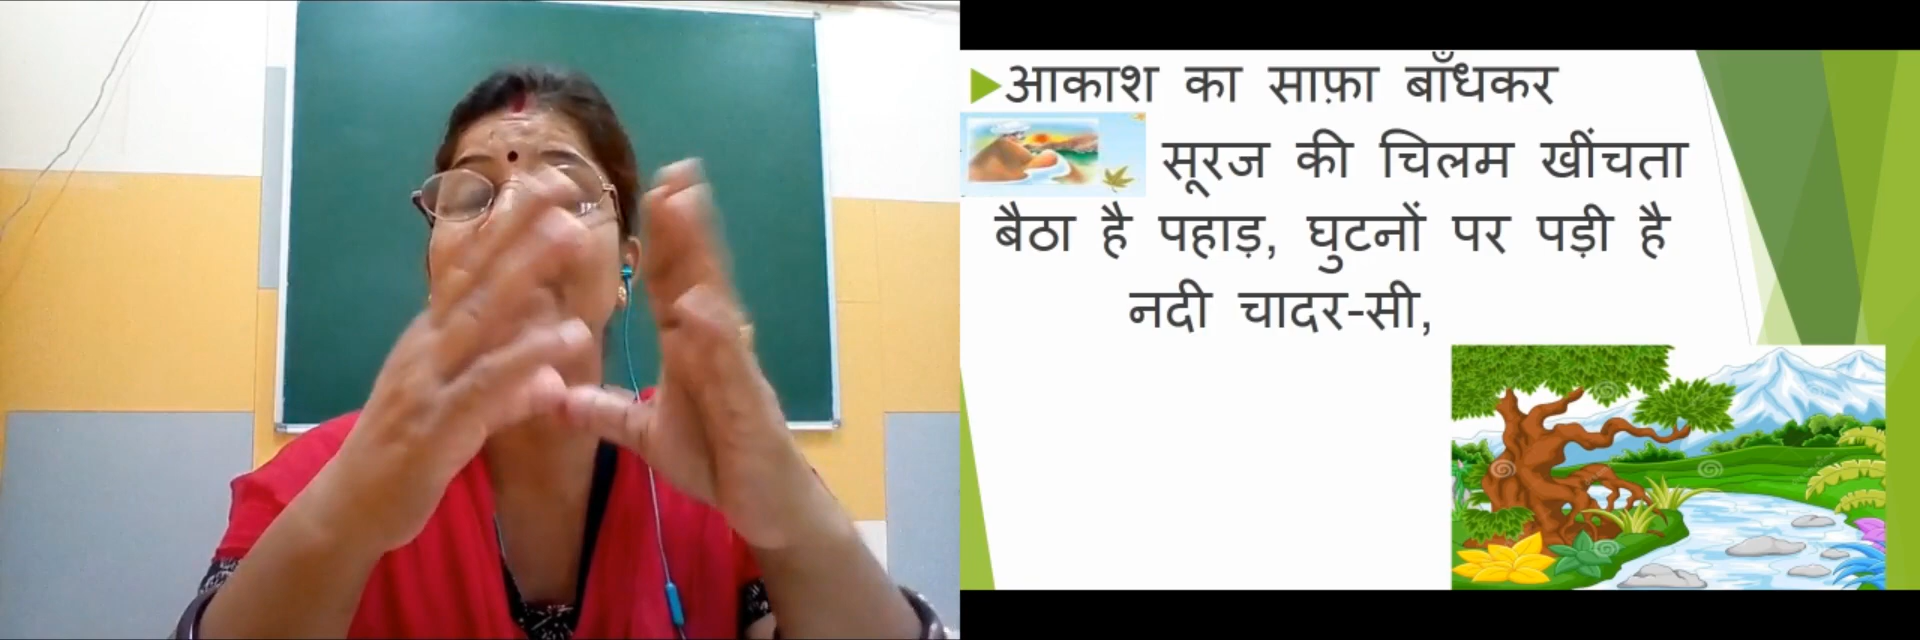 आकाश का साफ़ा बाँधकर
सूरज की चिलम खींचता
बैठा है पहाड़, घुटनों पर पड़ी है
नदी चादर-सी,